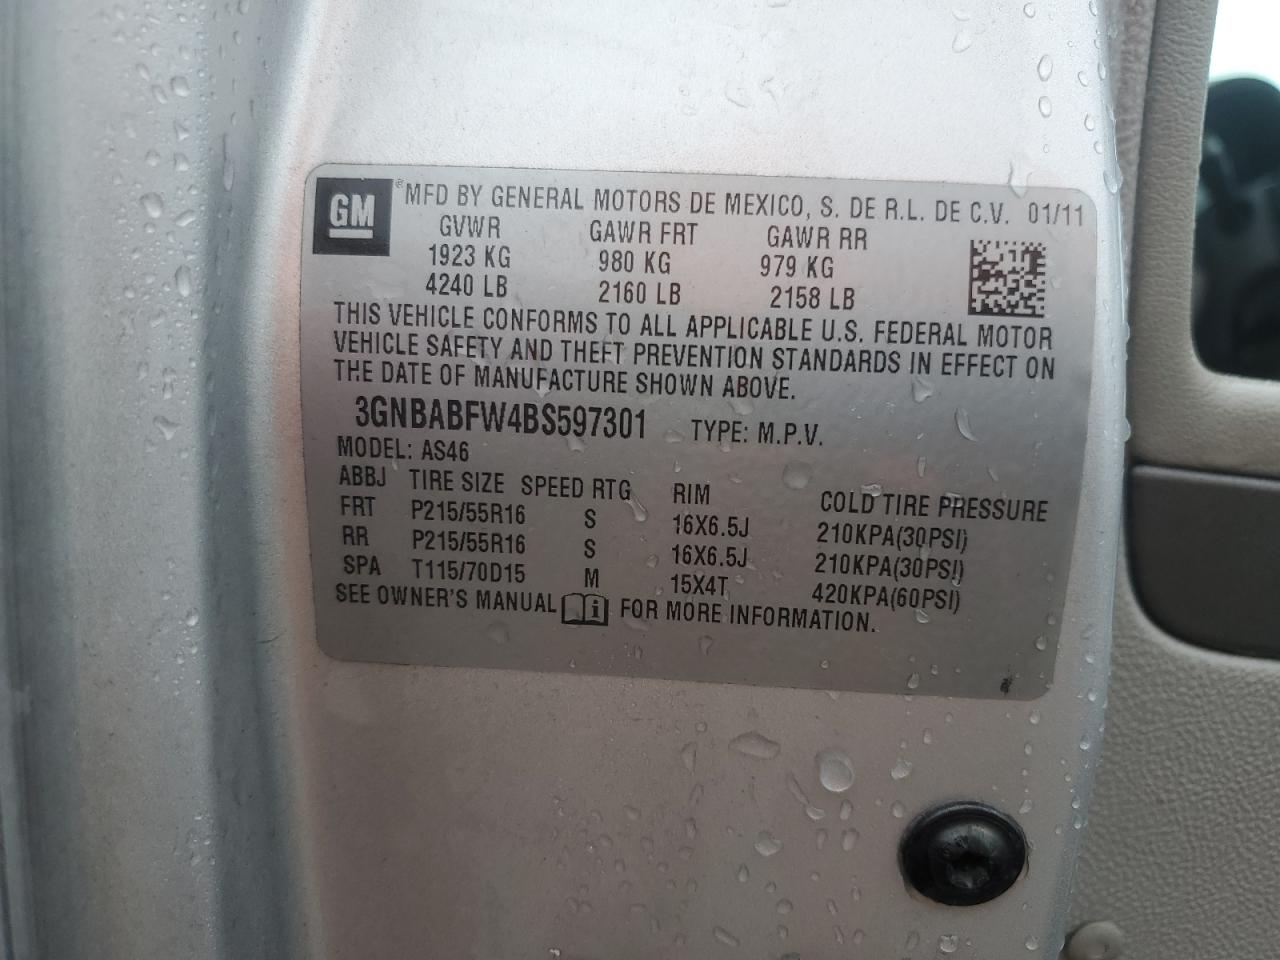 GM ® MFD BY GENERAL MOTORS DE MEXICO, S. DE R.L. DE C.V. 01/11
GVWR GAWR FRT GAWR RR
1923 KG 980 KG 979 KG
4240 LB 2160 LB 2158 LB
THIS VEHICLE CONFORMS TO ALL APPLICABLE U.S. FEDERAL MOTOR
VEHICLE SAFETY AND THEFT PREVENTION STANDARDS IN EFFECT ON
THE DATE OF MANUFACTURE SHOWN ABOVE.
3GNBABFW4BS597301 TYPE: M.P.V.
MODEL: AS46
ABBJ TIRE SIZE SPEED RTG RIM COLD TIRE PRESSURE
FRT P215/55R16 S 16X6.5J 210KPA(30PSI)
RR P215/55R16 S 16X6.5J 210KPA(30PSI)
SPA T115/70D15 M 15X4T 420KPA(60PSI)
SEE OWNER'S MANUAL i FOR MORE INFORMATION.